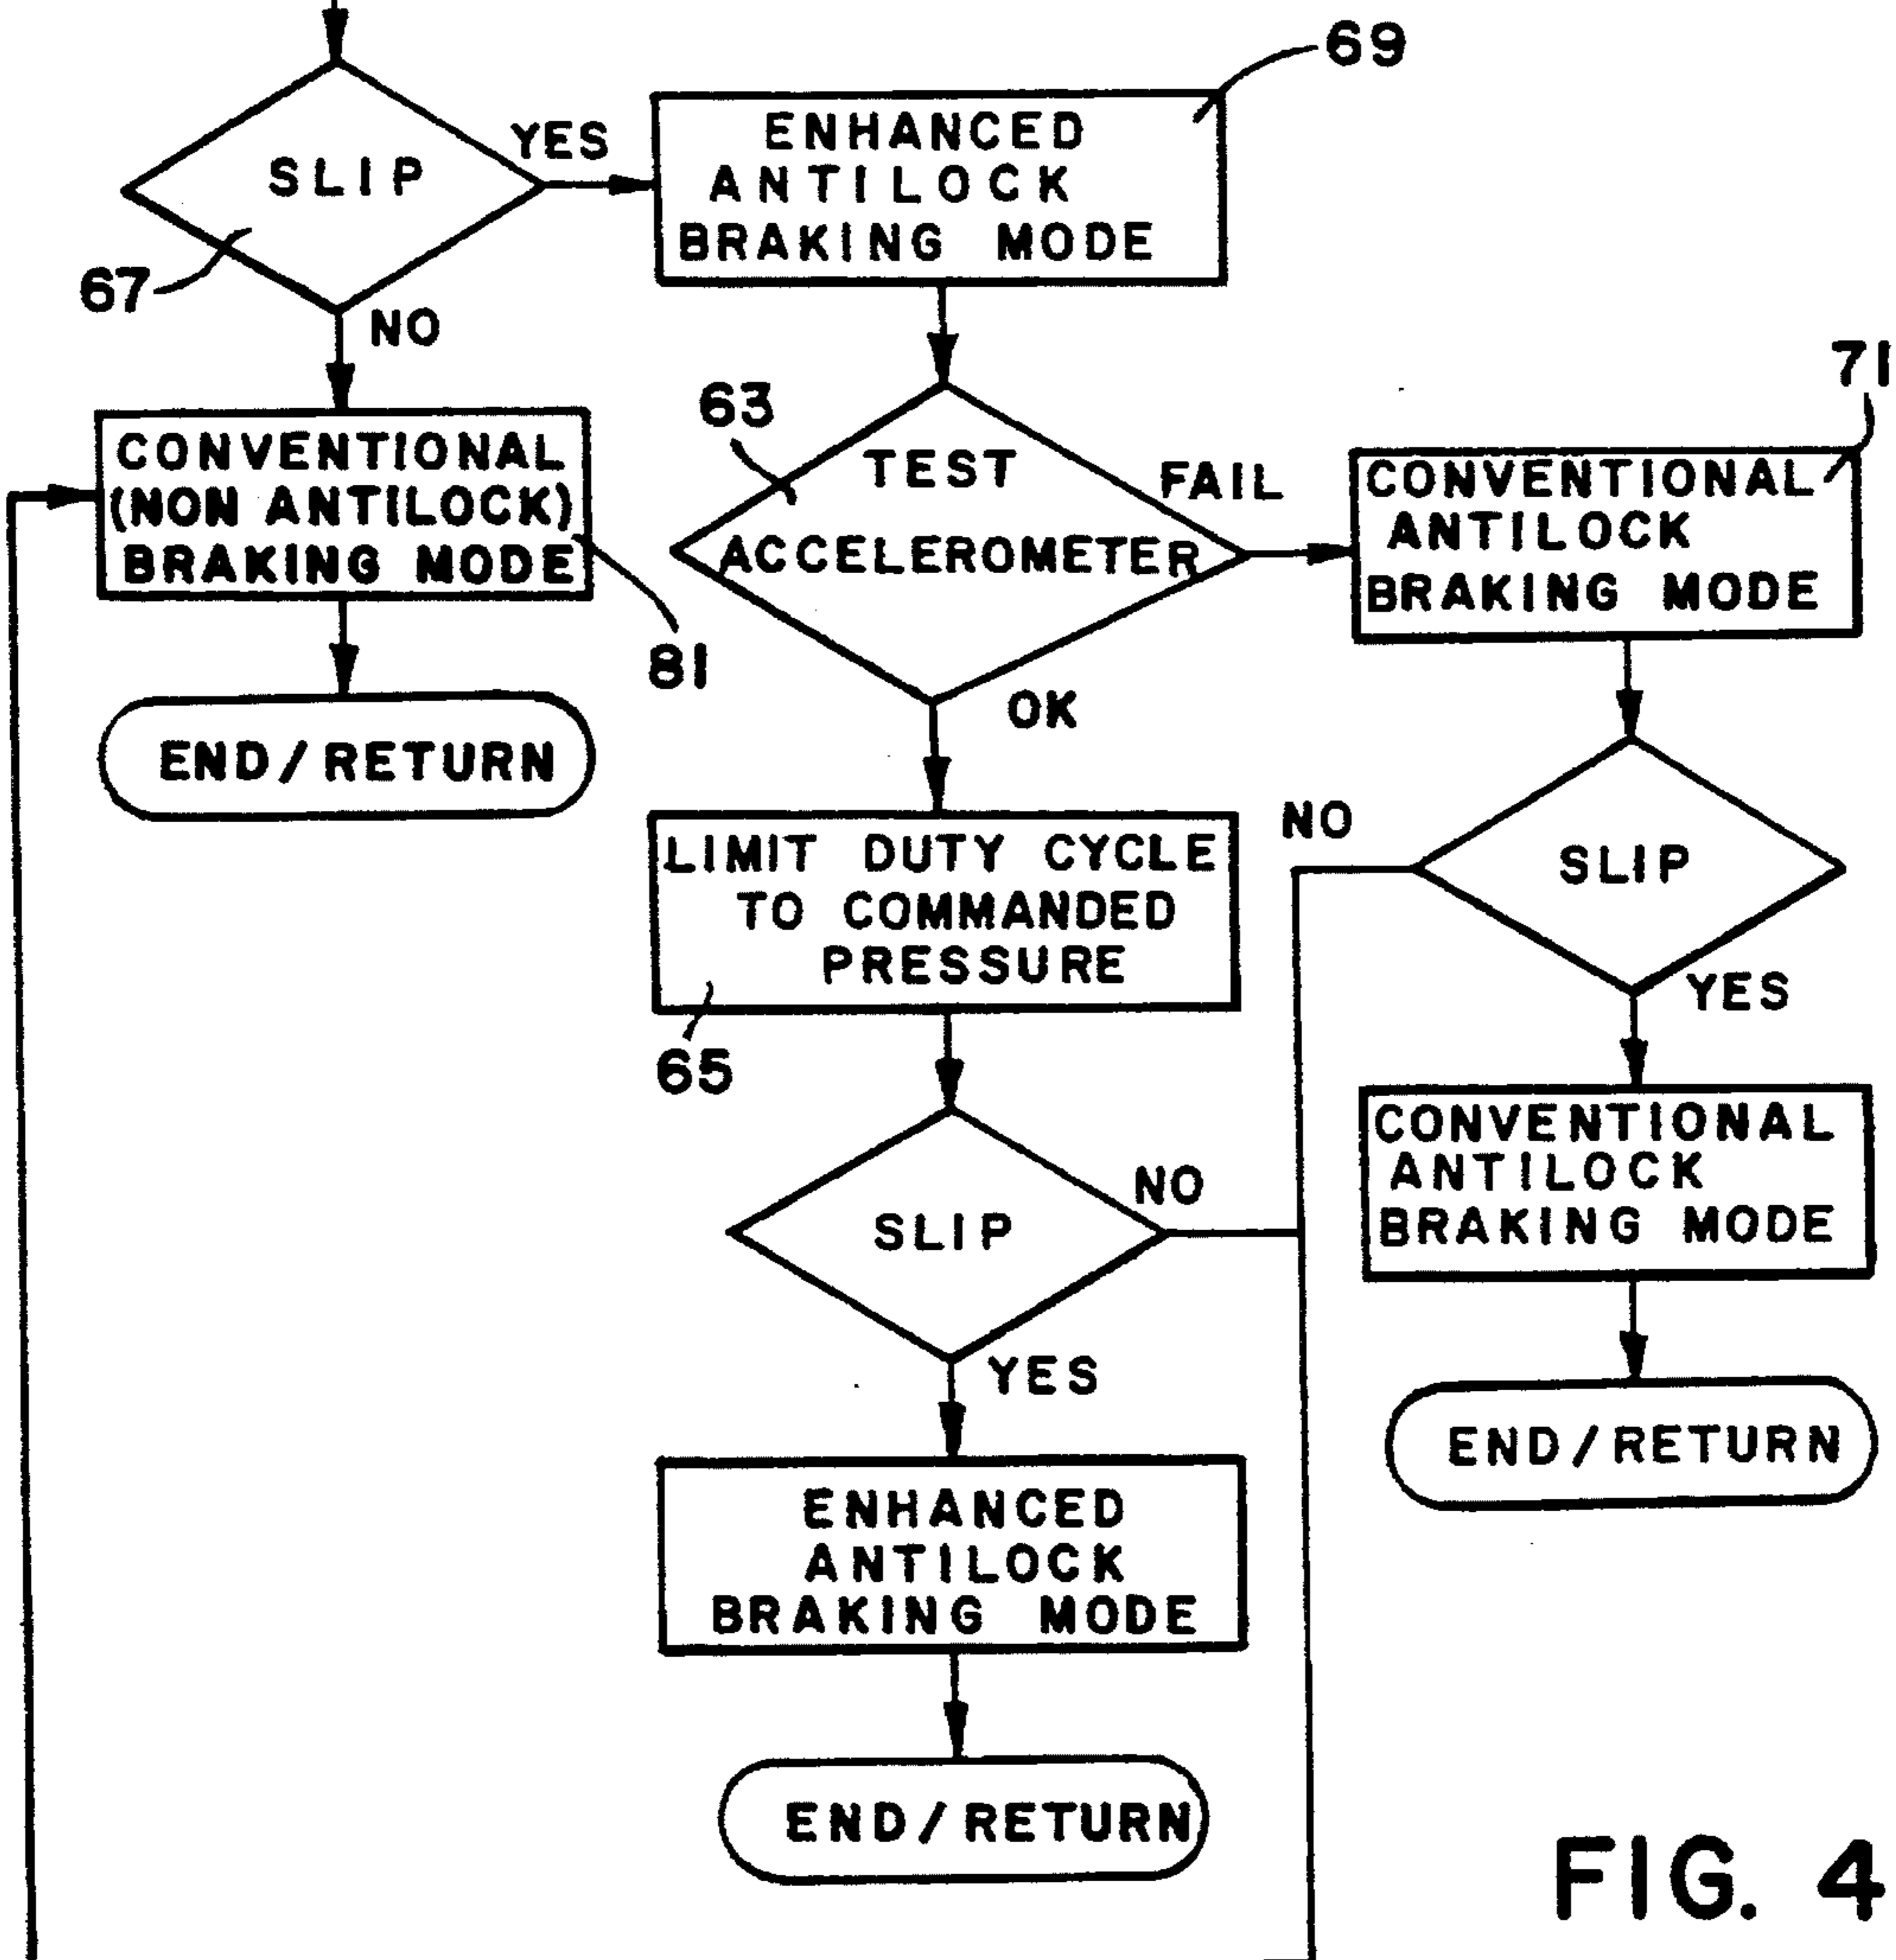 69
SLIP
YES
ENHANCED
ANTILOCK
BRAKING MODE
67
NO
CONVENTIONAL
(NON ANTILOCK)
BRAKING MODE
81
END/RETURN
63
TEST
ACCELEROMETER
FAIL
OK
71
CONVENTIONAL
ANTILOCK
BRAKING MODE
LIMIT DUTY CYCLE
TO COMMANDED
PRESSURE
65
NO
SLIP
YES
SLIP
NO
YES
CONVENTIONAL
ANTILOCK
BRAKING MODE
END/RETURN
ENHANCED
ANTILOCK
BRAKING MODE
END/RETURN
FIG. 4